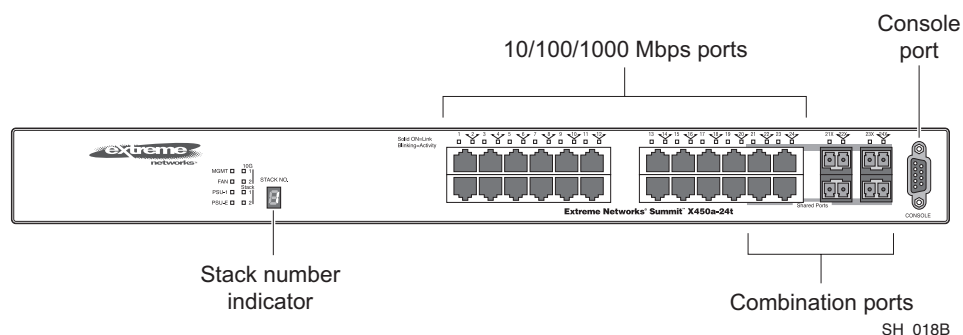 Console
port
10/100/1000 Mbps ports
Solid ON=Link
Blinking=Activity
1 2 3 4 5 6 7 8 9 10 11 12
13 14 15 16 17 18 19 20 21 22 23 24
21X 22X 23X 24X
extreme
networks
10G
MGMT 1
FAN 2
Stack
PSU-I 1
PSU-E 2
STACK NO.
Shared Ports
Extreme Networks® Summit™ X450a-24t
CONSOLE
Stack number
indicator
Combination ports
SH_018B